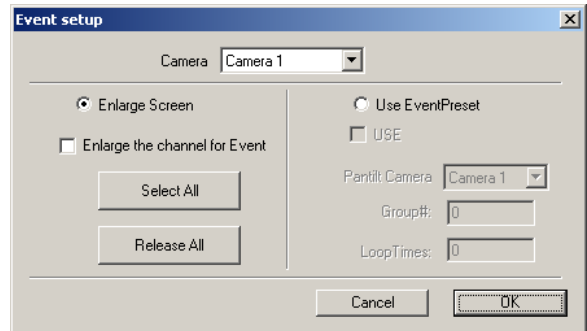 Event setup
Camera Camera 1
Enlarge Screen
Enlarge the channel for Event
Select All
Release All
Use EventPreset
USE
Pantilt Camera Camera 1
Group#: 0
LoopTimes: 0
Cancel OK